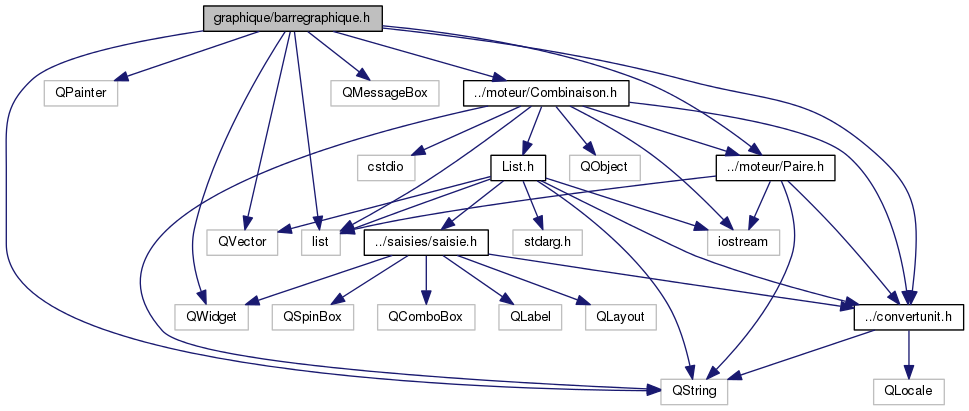 graphique/barregraphique.h
QPainter
QMessageBox
../moteur/Combinaison.h
cstdio
List.h
QObject
../moteur/Paire.h
QVector
list
../saisies/saisie.h
stdarg.h
iostream
QWidget
QSpinBox
QComboBox
QLabel
QLayout
../convertunit.h
QString
QLocale